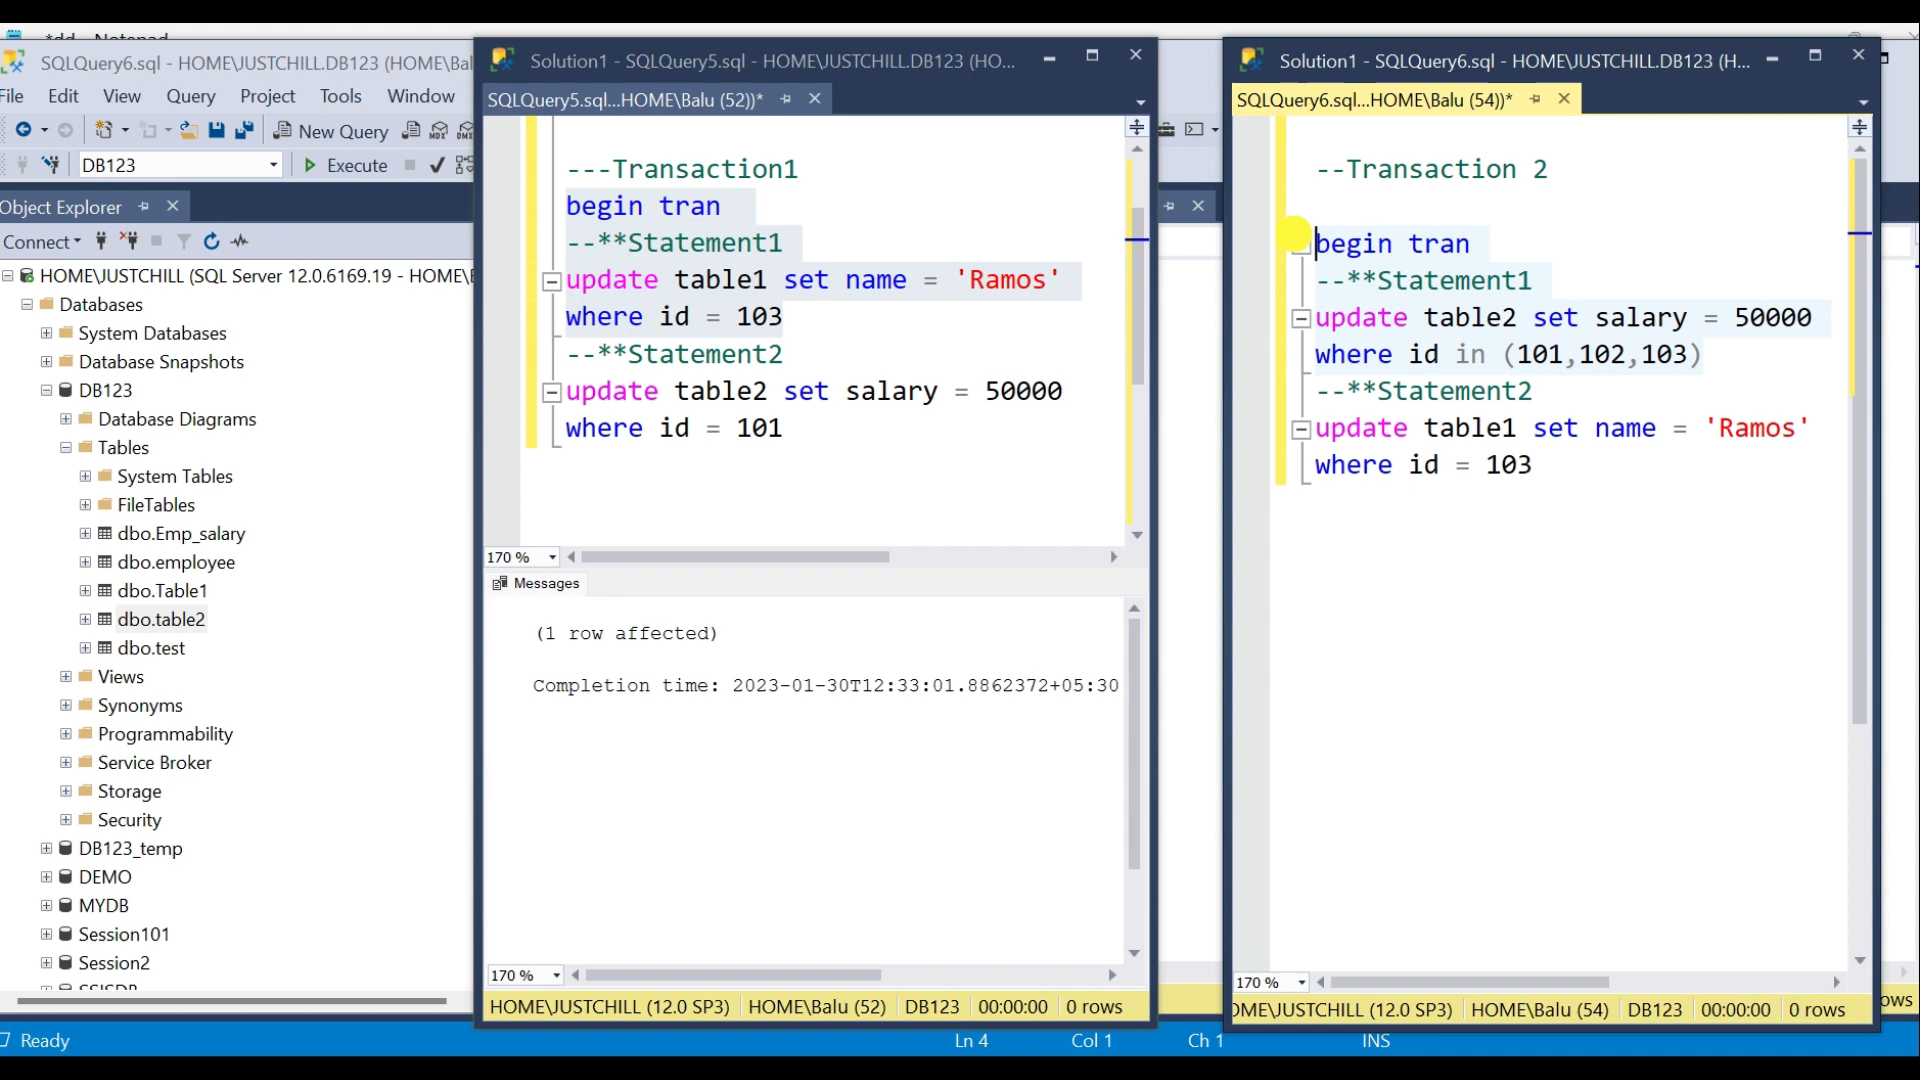 *dd - Notepad
SQLQuery6.sql - HOME\JUSTCHILL.DB123 (HOME\Bal
File Edit View Query Project Tools Window
New Query
DB123
Execute
Object Explorer
Connect
HOME\JUSTCHILL (SQL Server 12.0.6169.19 - HOME\
Databases
System Databases
Database Snapshots
DB123
Database Diagrams
Tables
System Tables
FileTables
dbo.Emp_salary
dbo.employee
dbo.Table1
dbo.table2
dbo.test
Views
Synonyms
Programmability
Service Broker
Storage
Security
DB123_temp
DEMO
MYDB
Session101
Session2
SSISDB
Solution1 - SQLQuery5.sql - HOME\JUSTCHILL.DB123 (HO...
SQLQuery5.sql...HOME\Balu (52))*
---Transaction1
begin tran
--**Statement1
update table1 set name = 'Ramos'
where id = 103
--**Statement2
update table2 set salary = 50000
where id = 101
170 %
Messages
(1 row affected)
Completion time: 2023-01-30T12:33:01.8862372+05:30
170 %
HOME\JUSTCHILL (12.0 SP3) HOME\Balu (52) DB123 00:00:00 0 rows
Solution1 - SQLQuery6.sql - HOME\JUSTCHILL.DB123 (H...
SQLQuery6.sql...HOME\Balu (54))*
--Transaction 2
begin tran
--**Statement1
update table2 set salary = 50000
where id in (101,102,103)
--**Statement2
update table1 set name = 'Ramos'
where id = 103
170 %
OME\JUSTCHILL (12.0 SP3) HOME\Balu (54) DB123 00:00:00 0 rows
ows
Ready Ln 4 Col 1 Ch 1 INS